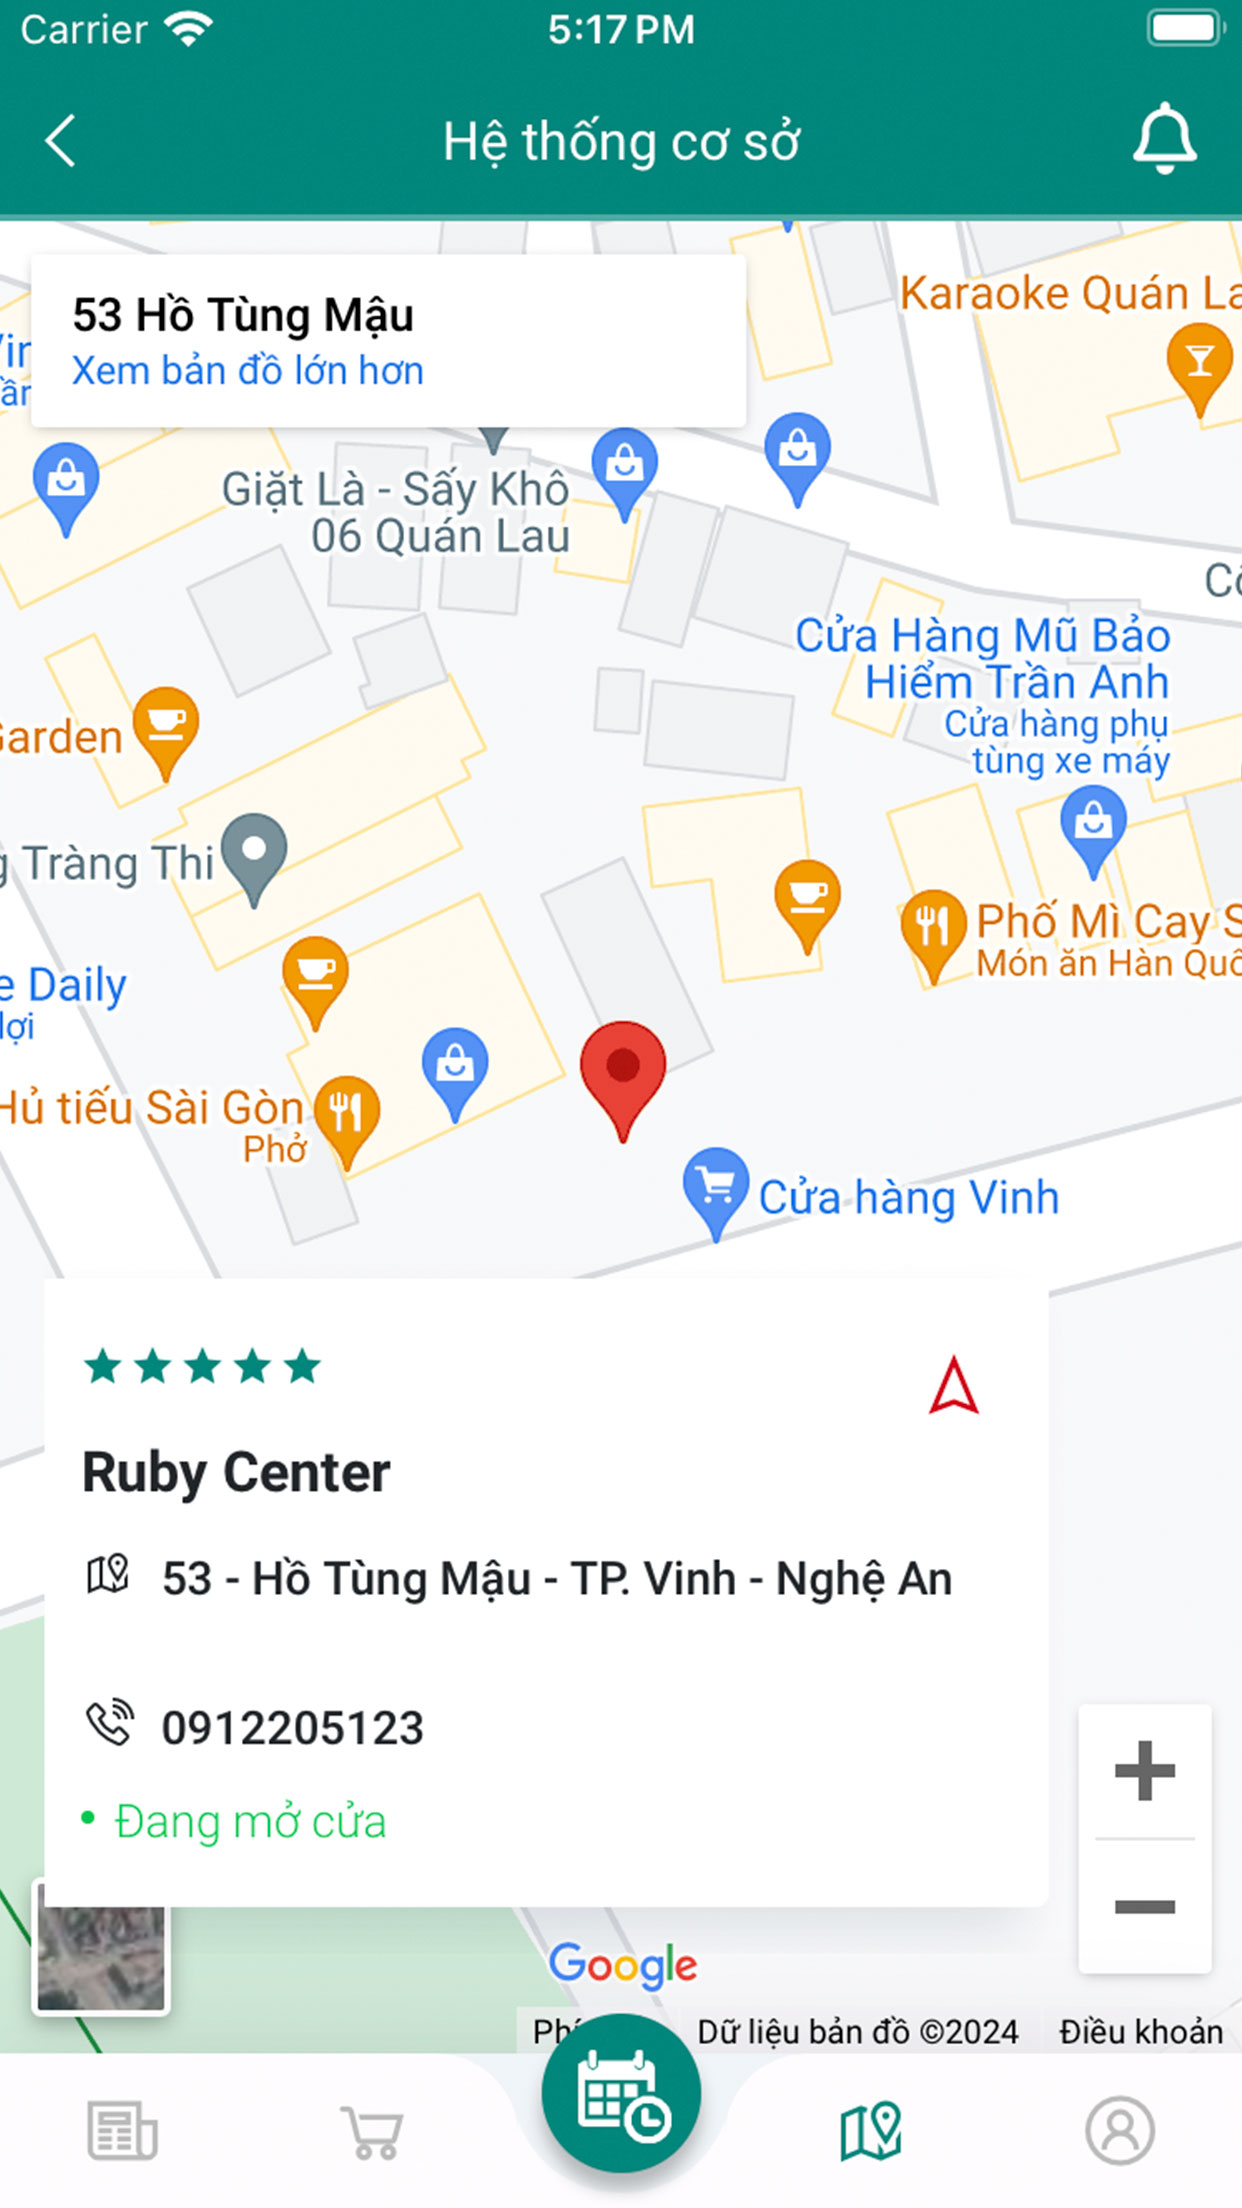 Carrier
5:17 PM
Hệ thống cơ sở
53 Hồ Tùng Mậu
Xem bản đồ lớn hơn
Karaoke Quán La
Giặt Là - Sấy Khô
06 Quán Lau
Cửa Hàng Mũ Bảo
Hiểm Trần Anh
Cửa hàng phụ
tùng xe máy
Garden
Tràng Thi
Phố Mì Cay S
Món ăn Hàn Quố
e Daily
lợi
Hủ tiếu Sài Gòn
Phở
Cửa hàng Vinh
Ruby Center
53 - Hồ Tùng Mậu - TP. Vinh - Nghệ An
0912205123
Đang mở cửa
Google
Dữ liệu bản đồ ©2024
Điều khoản